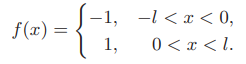 f(x) = { −1, −l < x < 0,
1, 0 < x < l.